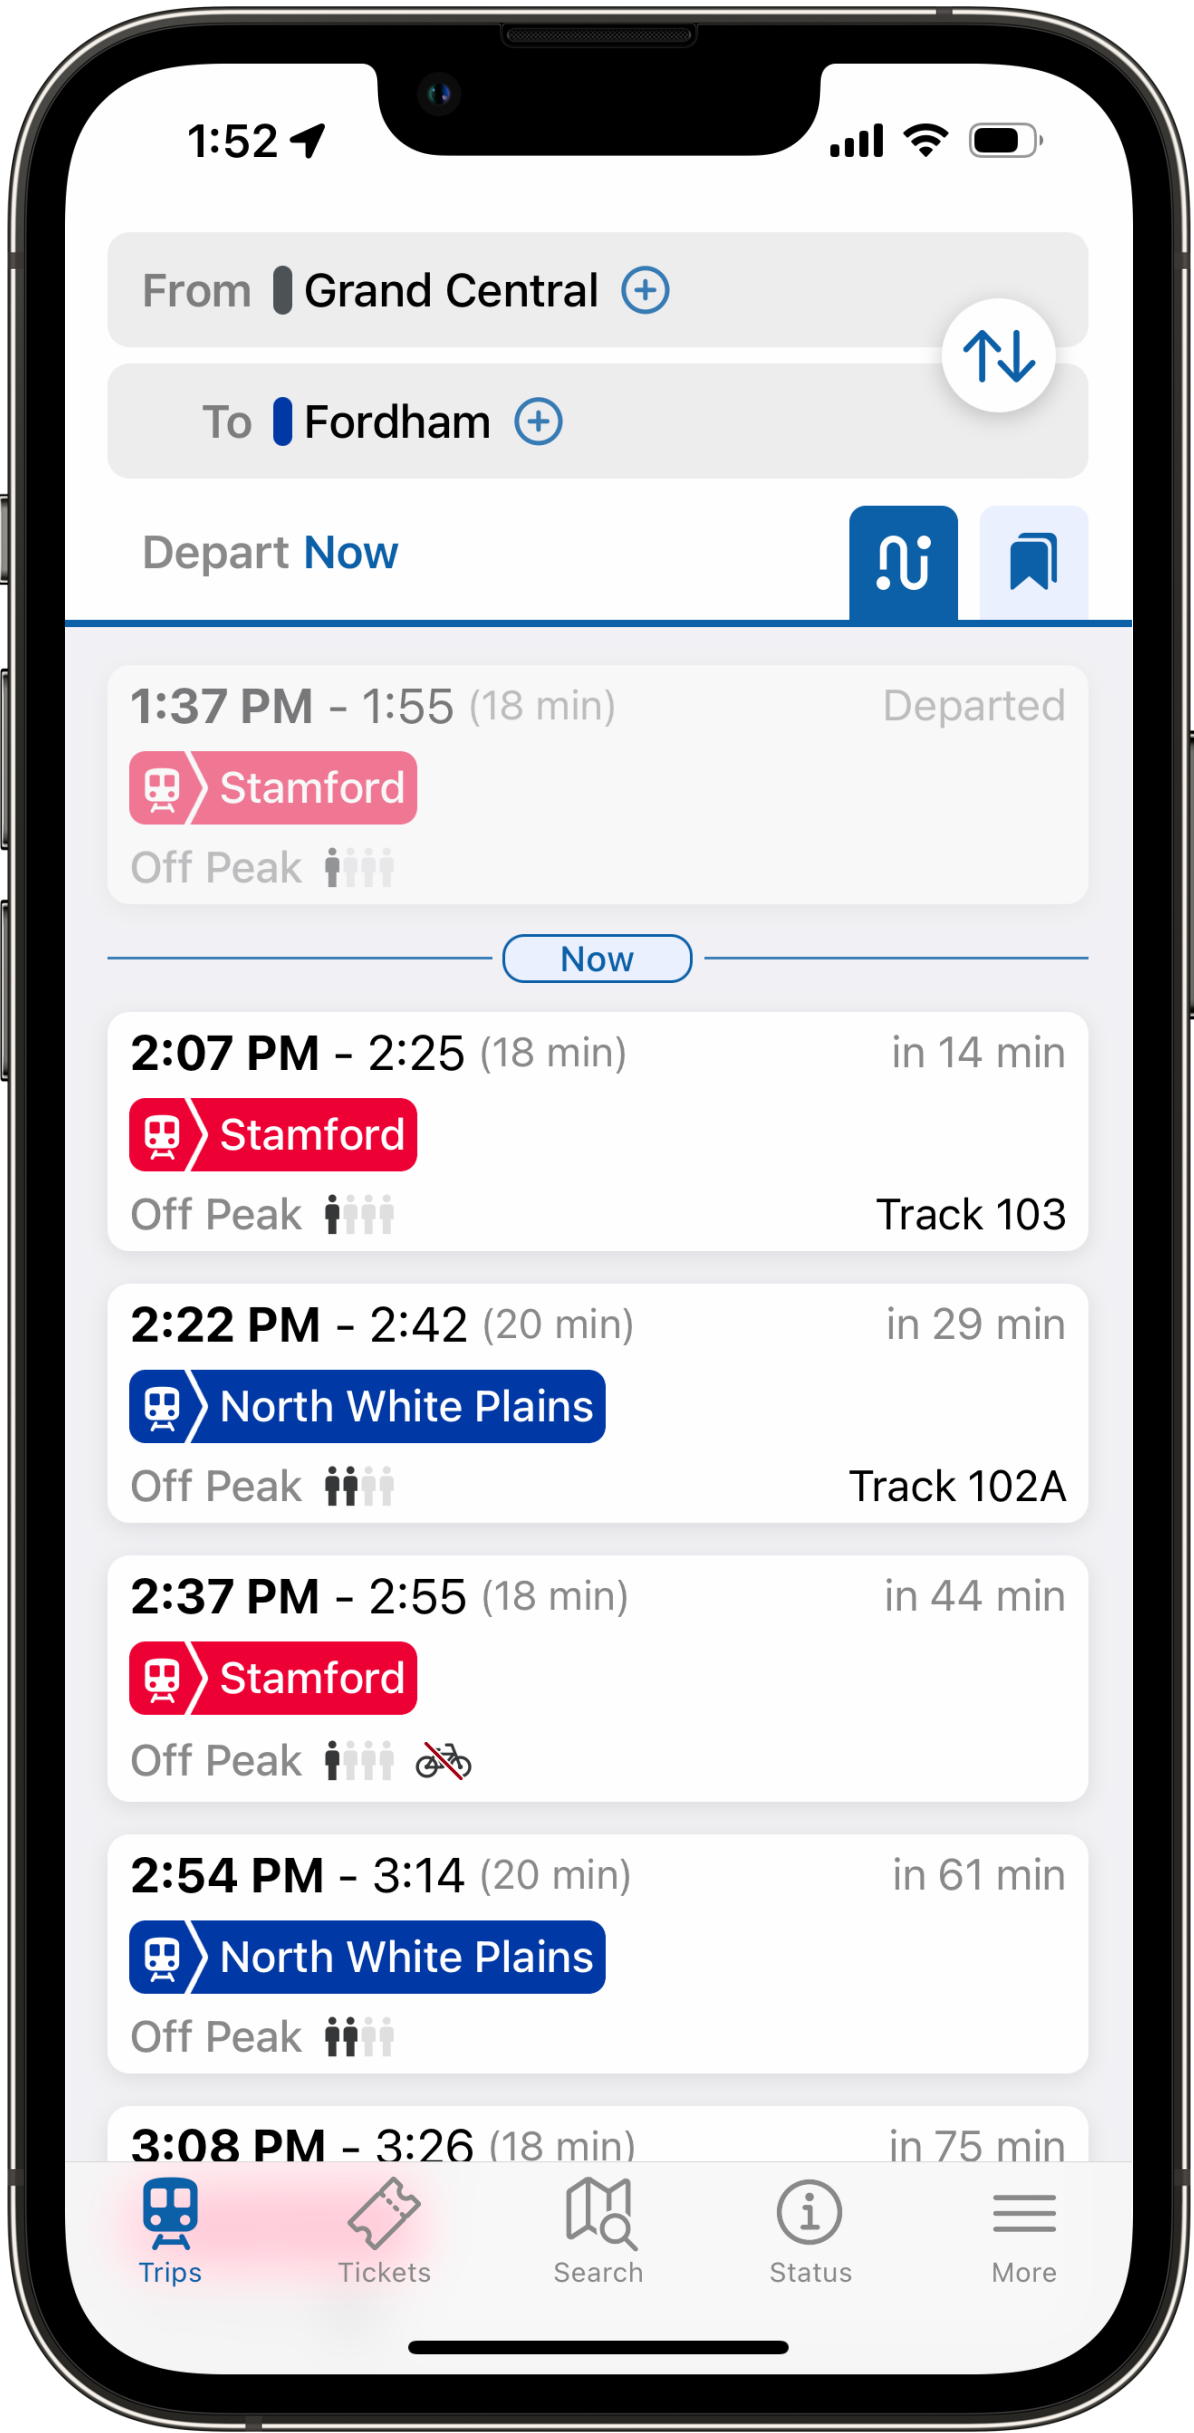 1:52
From Grand Central
To Fordham
Depart Now
1:37 PM - 1:55 (18 min) Departed
Stamford
Off Peak
Now
2:07 PM - 2:25 (18 min) in 14 min
Stamford
Off Peak Track 103
2:22 PM - 2:42 (20 min) in 29 min
North White Plains
Off Peak Track 102A
2:37 PM - 2:55 (18 min) in 44 min
Stamford
Off Peak
2:54 PM - 3:14 (20 min) in 61 min
North White Plains
Off Peak
3:08 PM - 3:26 (18 min) in 75 min
Trips Tickets Search Status More